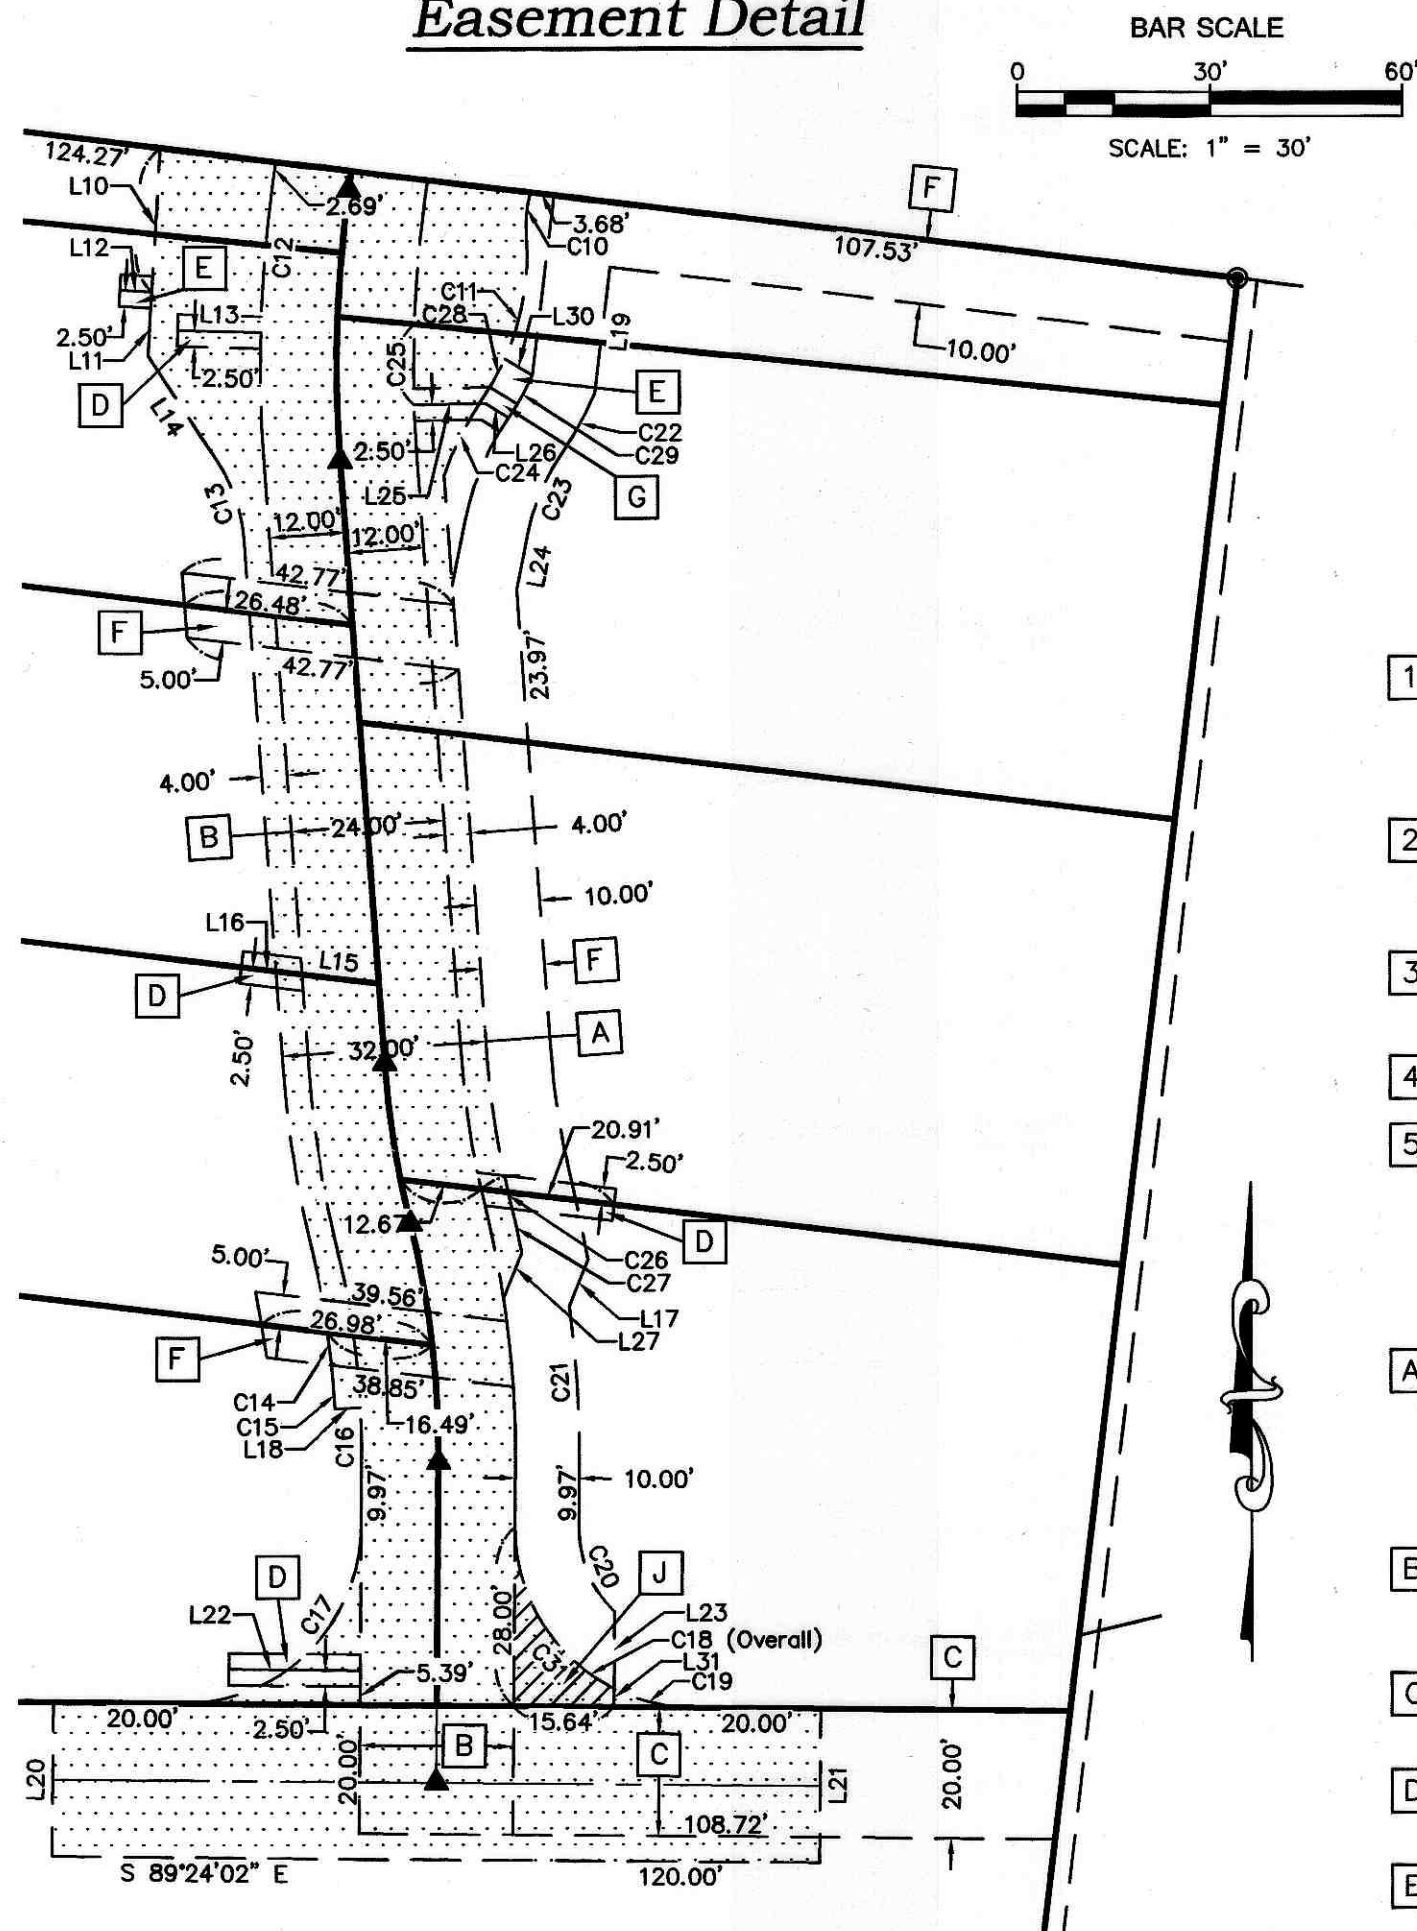 Easement Detail
BAR SCALE
0 30' 60'
SCALE: 1" = 30'
124.27'
L10
2.69'
3.68'
C10
F
107.53'
L12
E
C12
C11
C28
L30
L19
10.00'
L13
2.50'
L11
2.50'
D
C25
E
L14
C22
C29
2.50'
L26
C24
G
L25
C23
C13
12.00'
12.00'
L24
42.77'
26.48'
F
42.77'
5.00'
23.97'
1
4.00'
B
24.00'
4.00'
2
10.00'
L16
L15
F
D
3
2.50'
32.00'
A
4
20.91'
2.50'
5
12.6
D
5.00'
C26
C27
39.56'
26.98'
L17
L27
F
38.85'
C21
A
C14
C15
L18
C16
16.49'
9.97'
9.97'
10.00'
D
C20
J
B
L22
C17
28.00'
L23
C18 (Overall)
C31
L31
C19
5.39'
C
20.00'
2.50'
15.64'
20.00'
B
C
L20
20.00'
L21
20.00'
D
108.72'
S 89°24'02" E
120.00'